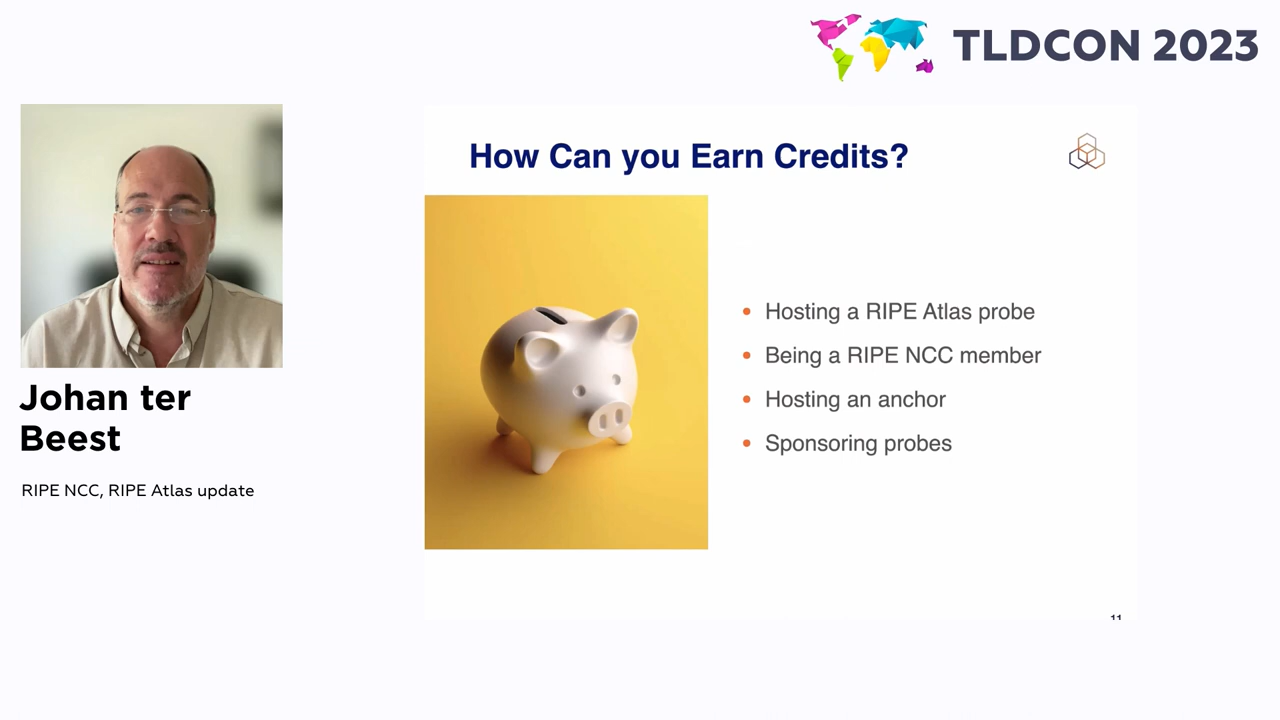 TLDCON 2023
How Can you Earn Credits?
Hosting a RIPE Atlas probe
Being a RIPE NCC member
Hosting an anchor
Sponsoring probes
Johan ter
Beest
RIPE NCC, RIPE Atlas update
11